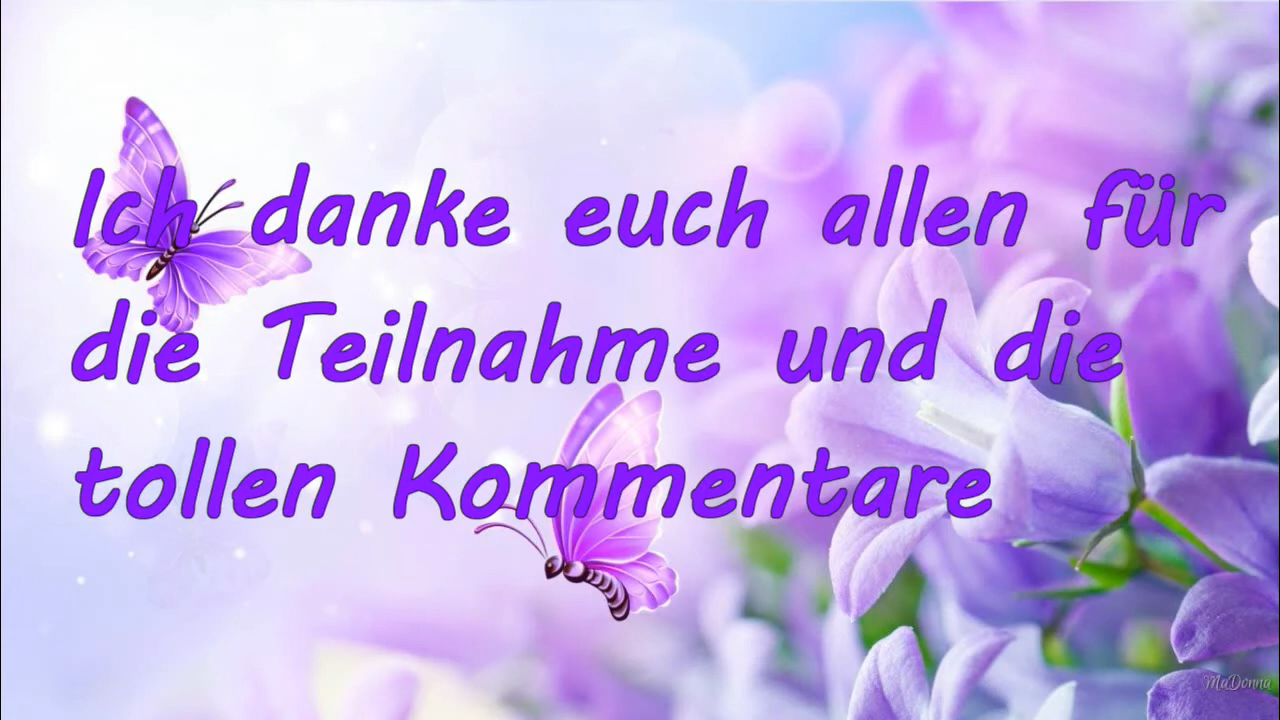 Ich danke euch allen für
die Teilnahme und die
tollen Kommentare
MaDonna